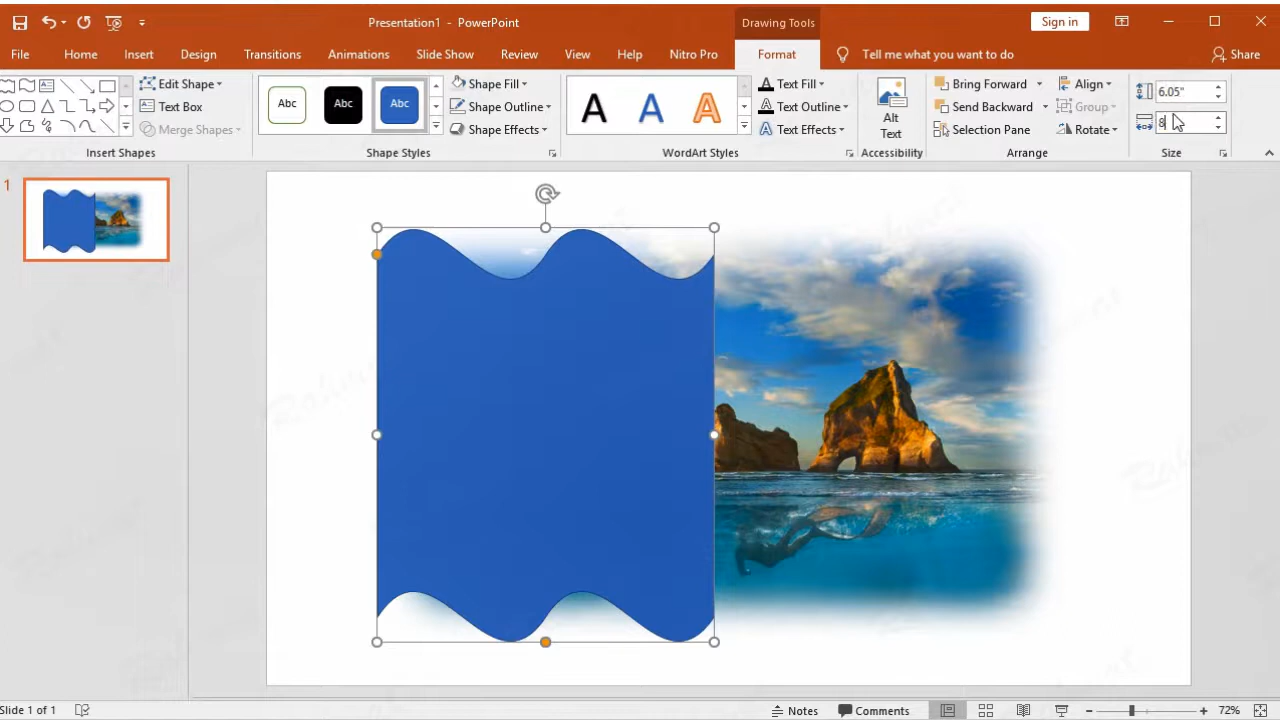 Presentation1 - PowerPoint
Drawing Tools
Sign in
File
Home
Insert
Design
Transitions
Animations
Slide Show
Review
View
Help
Nitro Pro
Format
Tell me what you want to do
Share
Edit Shape
Text Box
Merge Shapes
Insert Shapes
Abc
Abc
Abc
Shape Fill
Shape Outline
Shape Effects
Shape Styles
A A A
Text Fill
Text Outline
Text Effects
WordArt Styles
Alt
Text
Accessibility
Bring Forward
Send Backward
Selection Pane
Align
Group
Rotate
Arrange
6.05"
8
Size
1
Slide 1 of 1
Notes
Comments
72%